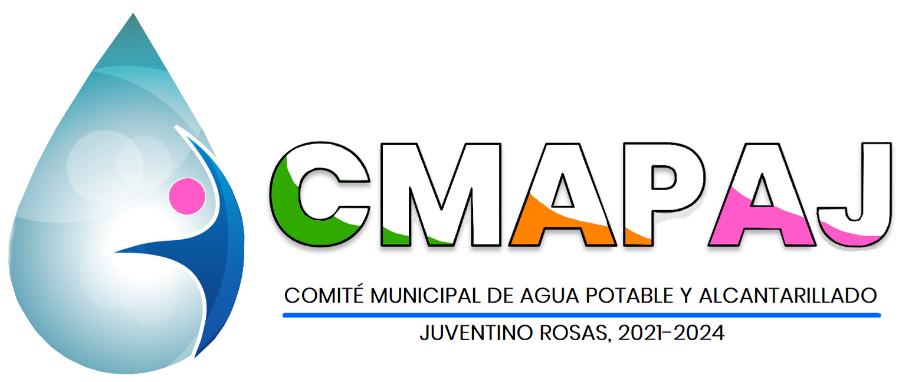 CMAPAJ
COMITÉ MUNICIPAL DE AGUA POTABLE Y ALCANTARILLADO
JUVENTINO ROSAS, 2021-2024